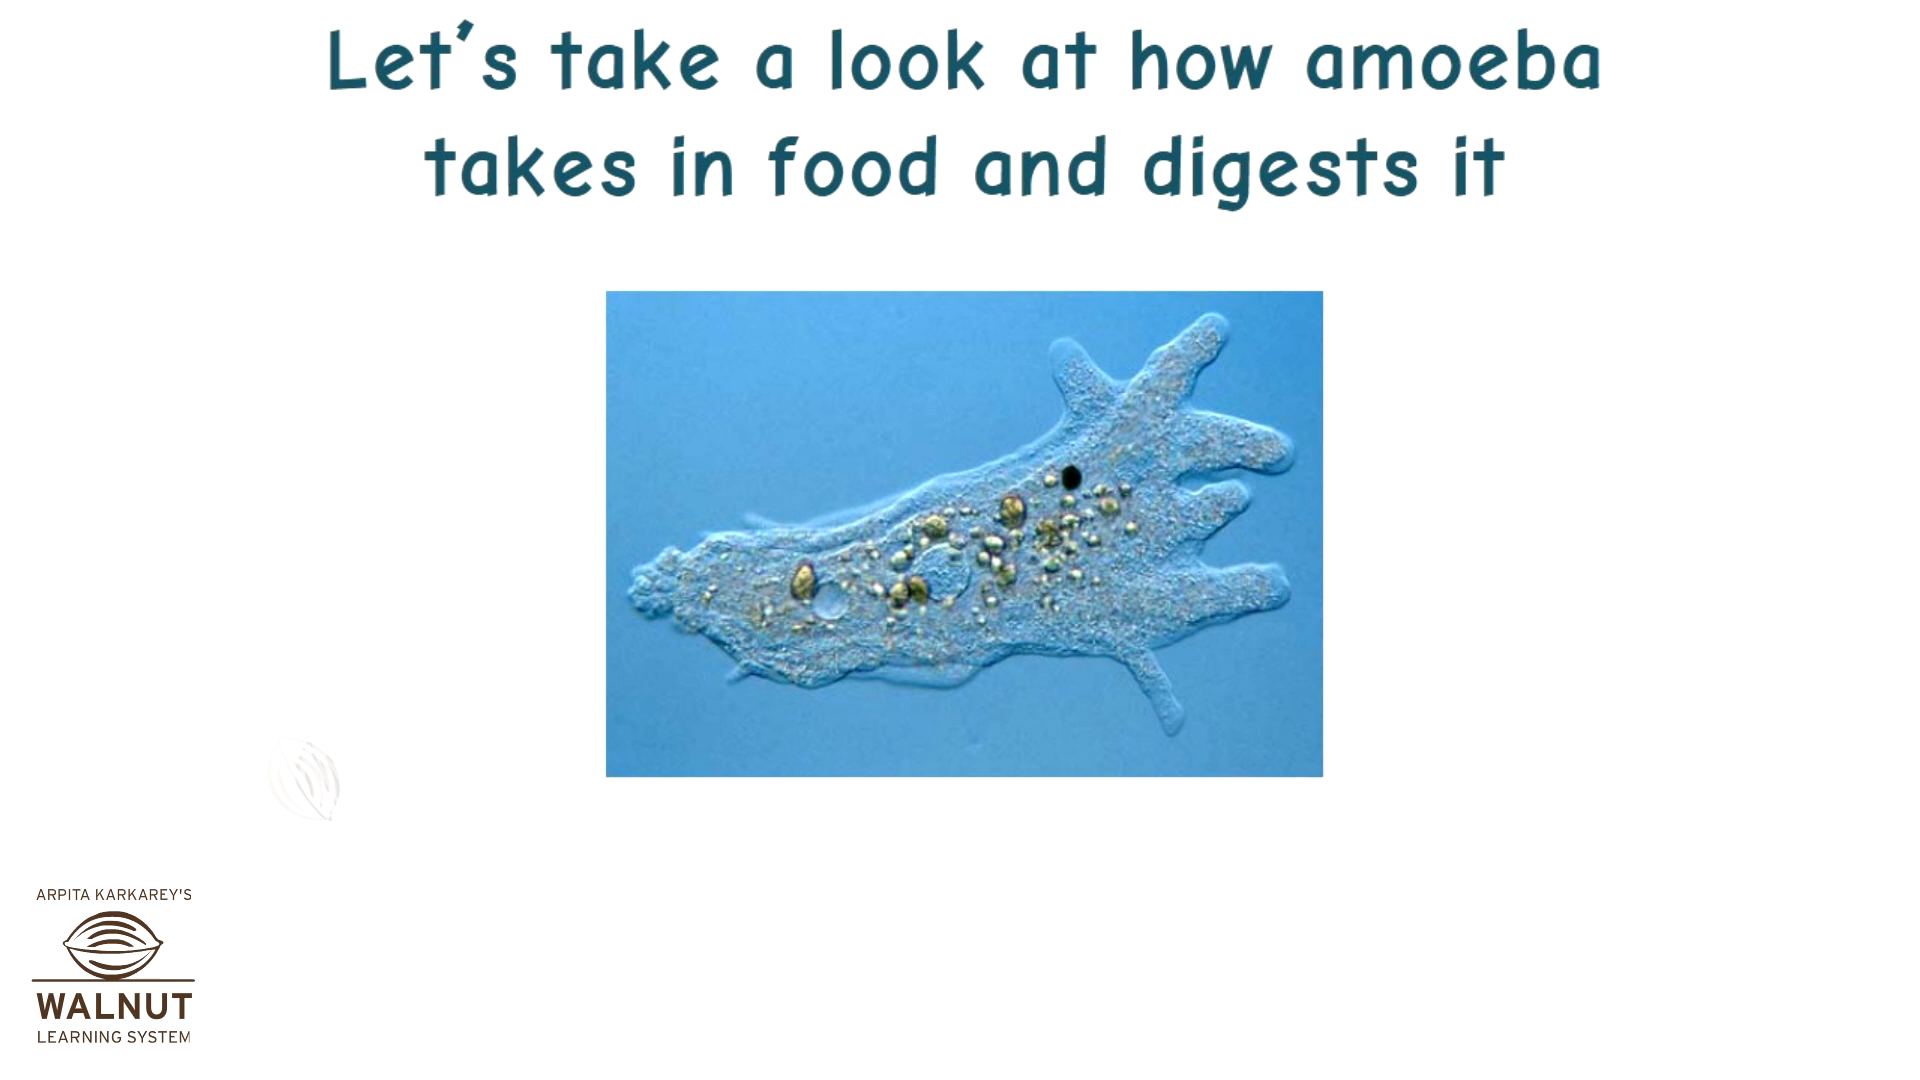 Let's take a look at how amoeba
takes in food and digests it
ARPITA KARKAREY'S
WALNUT
LEARNING SYSTEM